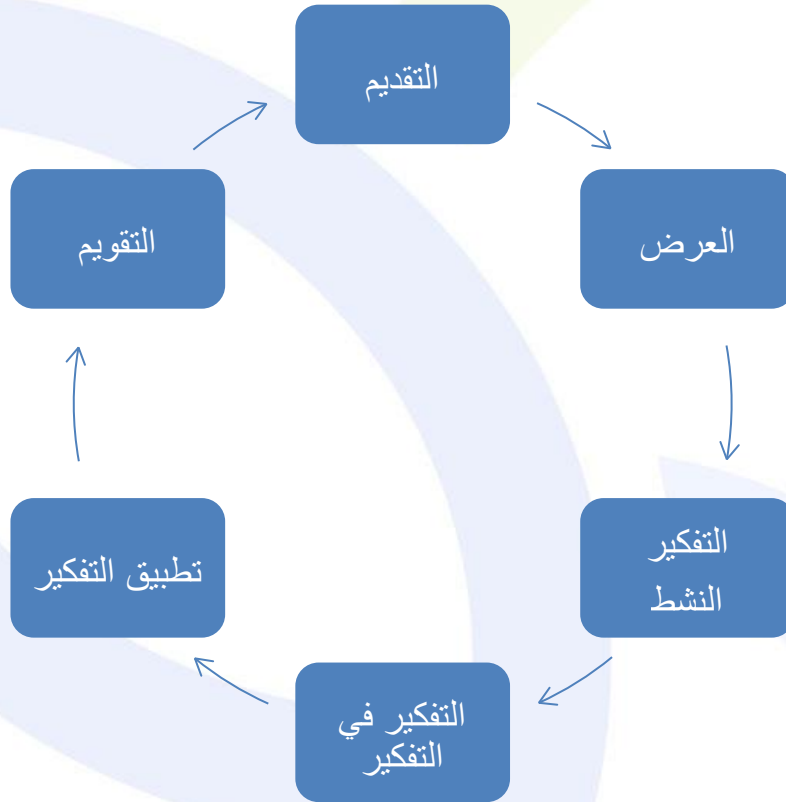 التقديم
العرض
التفكير
النشط
التفكير في
التفكير
تطبيق التفكير
التقويم